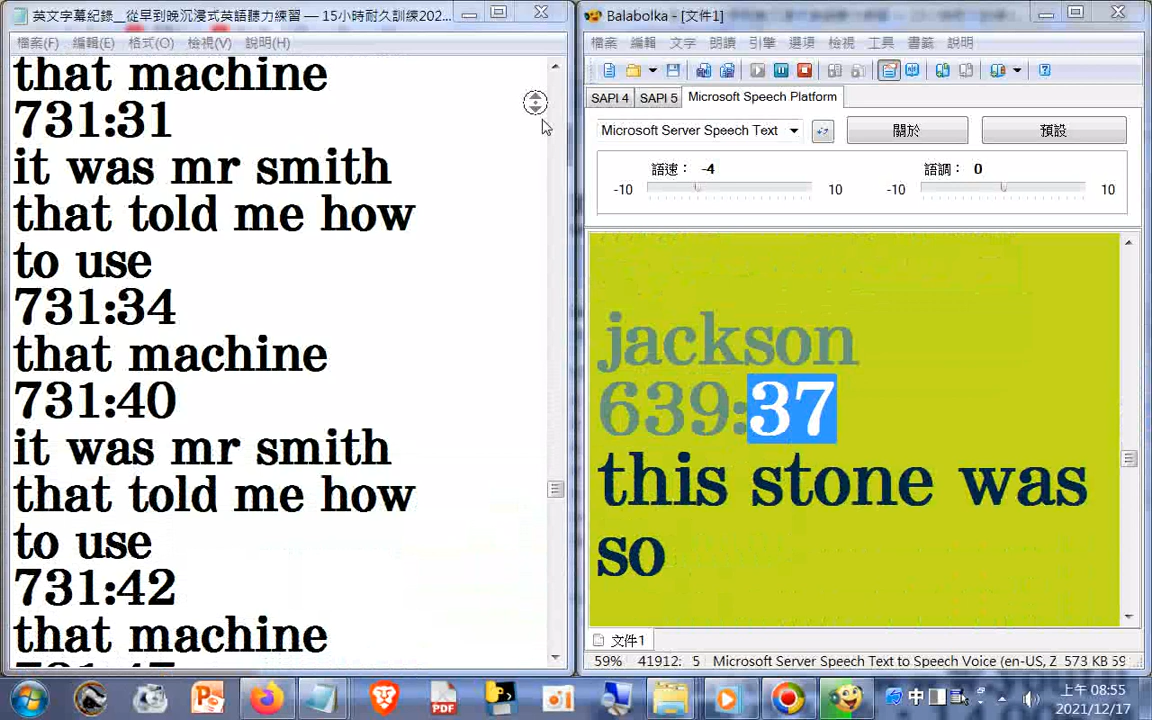 英文字幕紀錄__從早到晚沉浸式英語聽力練習 — 15小時耐久訓練202...
檔案(F) 編輯(E) 格式(O) 檢視(V) 說明(H)
that machine
731:31
it was mr smith
that told me how
to use
731:34
that machine
731:40
it was mr smith
that told me how
to use
731:42
that machine
Balabolka - [文件1]
檔案 編輯 文字 朗讀 引擎 選項 檢視 工具 書籤 說明
SAPI 4 SAPI 5 Microsoft Speech Platform
Microsoft Server Speech Text 關於 預設
語速: -4 語調: 0
-10 10 -10 10
jackson
639:37
this stone was
so
文件1
59% 41912: 5 Microsoft Server Speech Text to Speech Voice (en-US, Z 573 KB 59
PDF 中 上午 08:55
2021/12/17